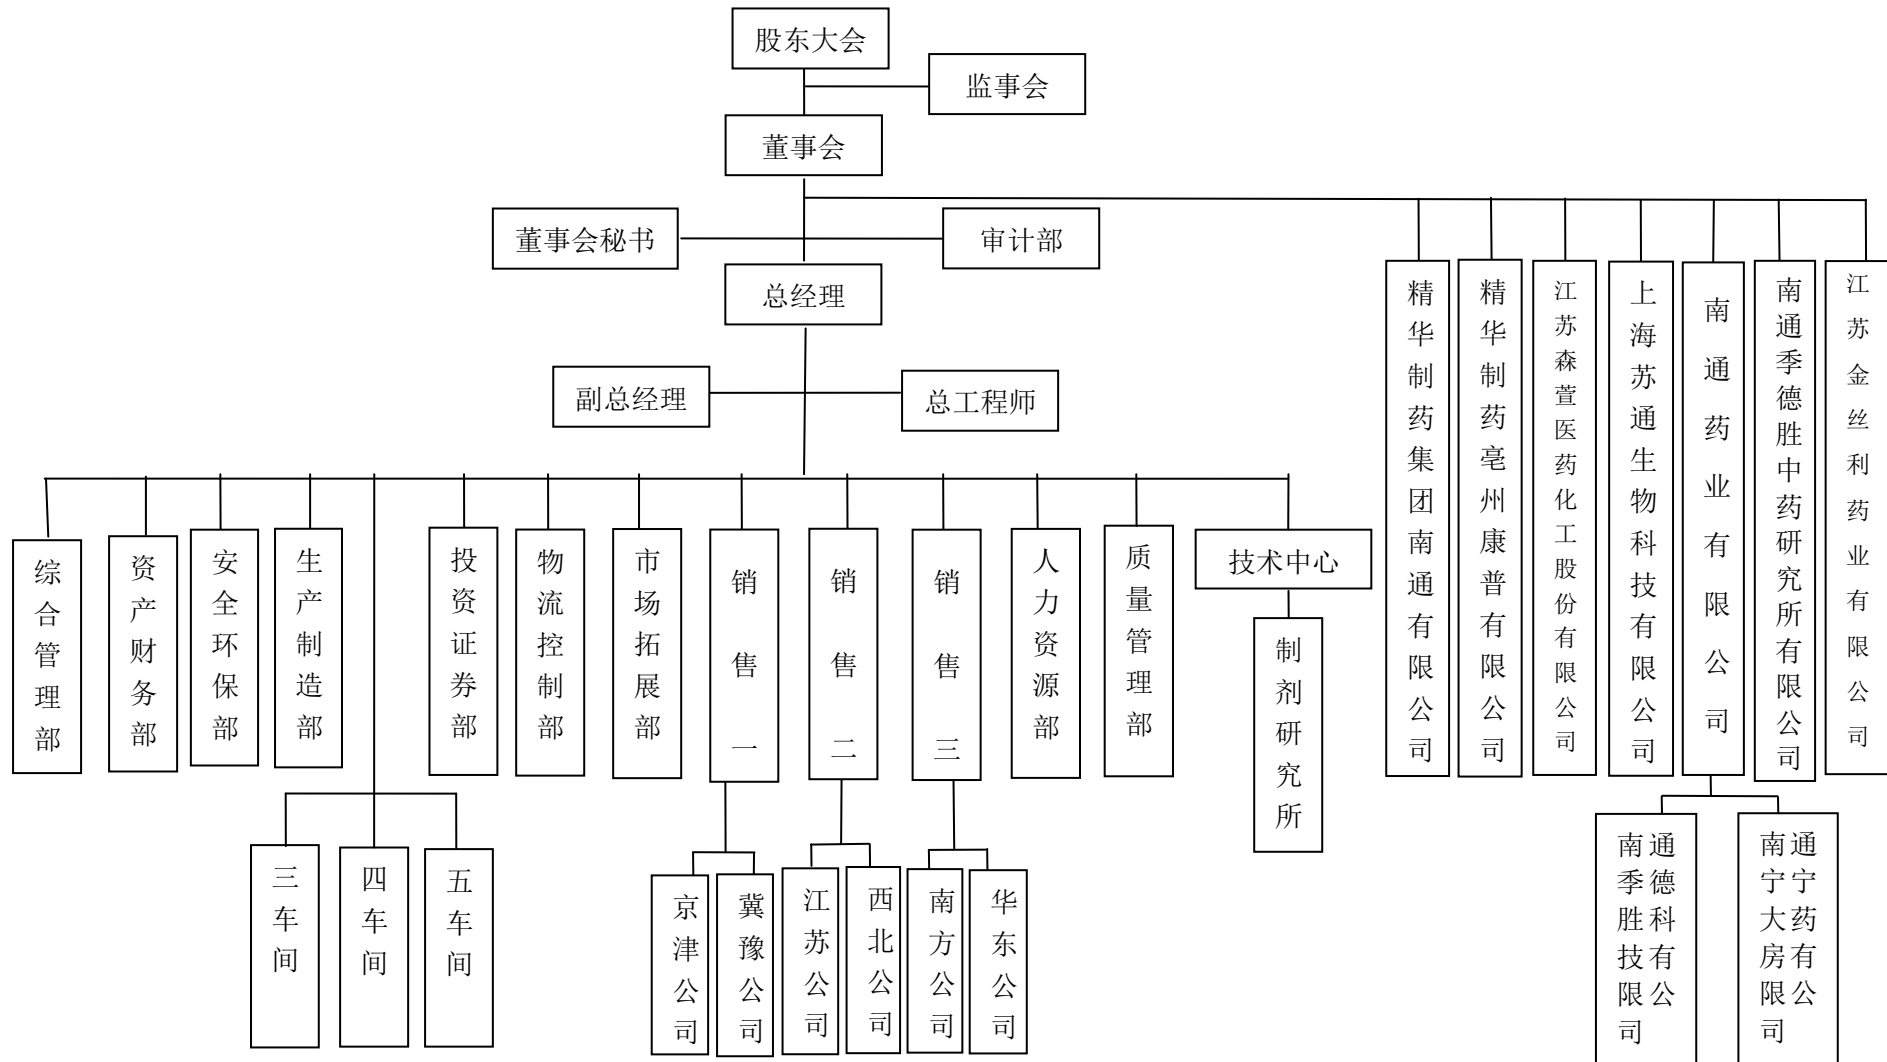 股东大会
监事会
董事会
董事会秘书
审计部
总经理
副总经理
总工程师
综合管理部
资产财务部
安全环保部
生产制造部
投资证券部
物流控制部
市场拓展部
销售一
销售二
销售三
人力资源部
质量管理部
技术中心
制剂研究所
三车间
四车间
五车间
京津公司
冀豫公司
江苏公司
西北公司
南方公司
华东公司
精华制药集团南通有限公司
精华制药亳州康普有限公司
江苏森萱医药化工股份有限公司
上海苏通生物科技有限公司
南通药业有限公司
南通季德胜中药研究所有限公司
江苏金丝利药业有限公司
南通季德胜科技有限公司
南通宁宁大药房有限公司